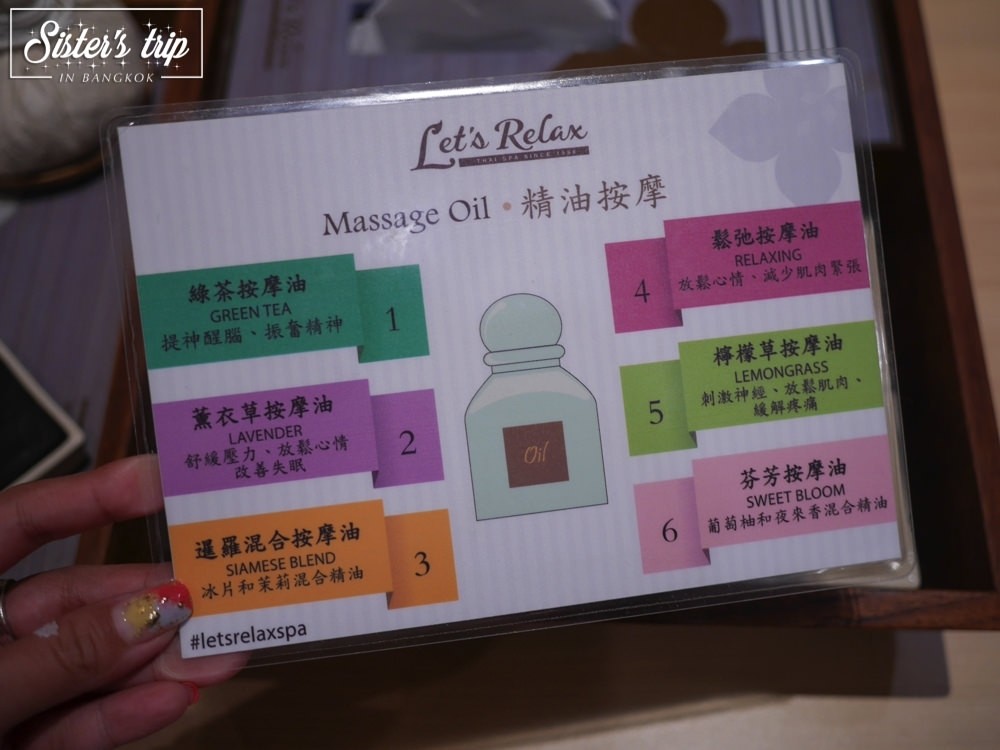 Sister's trip
IN BANGKOK
Let's Relax
THAI SPA SINCE 1998
Massage Oil • 精油按摩
綠茶按摩油
GREEN TEA
提神醒腦、振奮精神
1
薰衣草按摩油
LAVENDER
舒緩壓力、放鬆心情
改善失眠
2
暹羅混合按摩油
SIAMESE BLEND
冰片和茉莉混合精油
3
Oil
4
鬆弛按摩油
RELAXING
放鬆心情、減少肌肉緊張
5
檸檬草按摩油
LEMONGRASS
刺激神經、放鬆肌肉、
緩解疼痛
6
芬芳按摩油
SWEET BLOOM
葡萄柚和夜來香混合精油
#letsrelaxspa